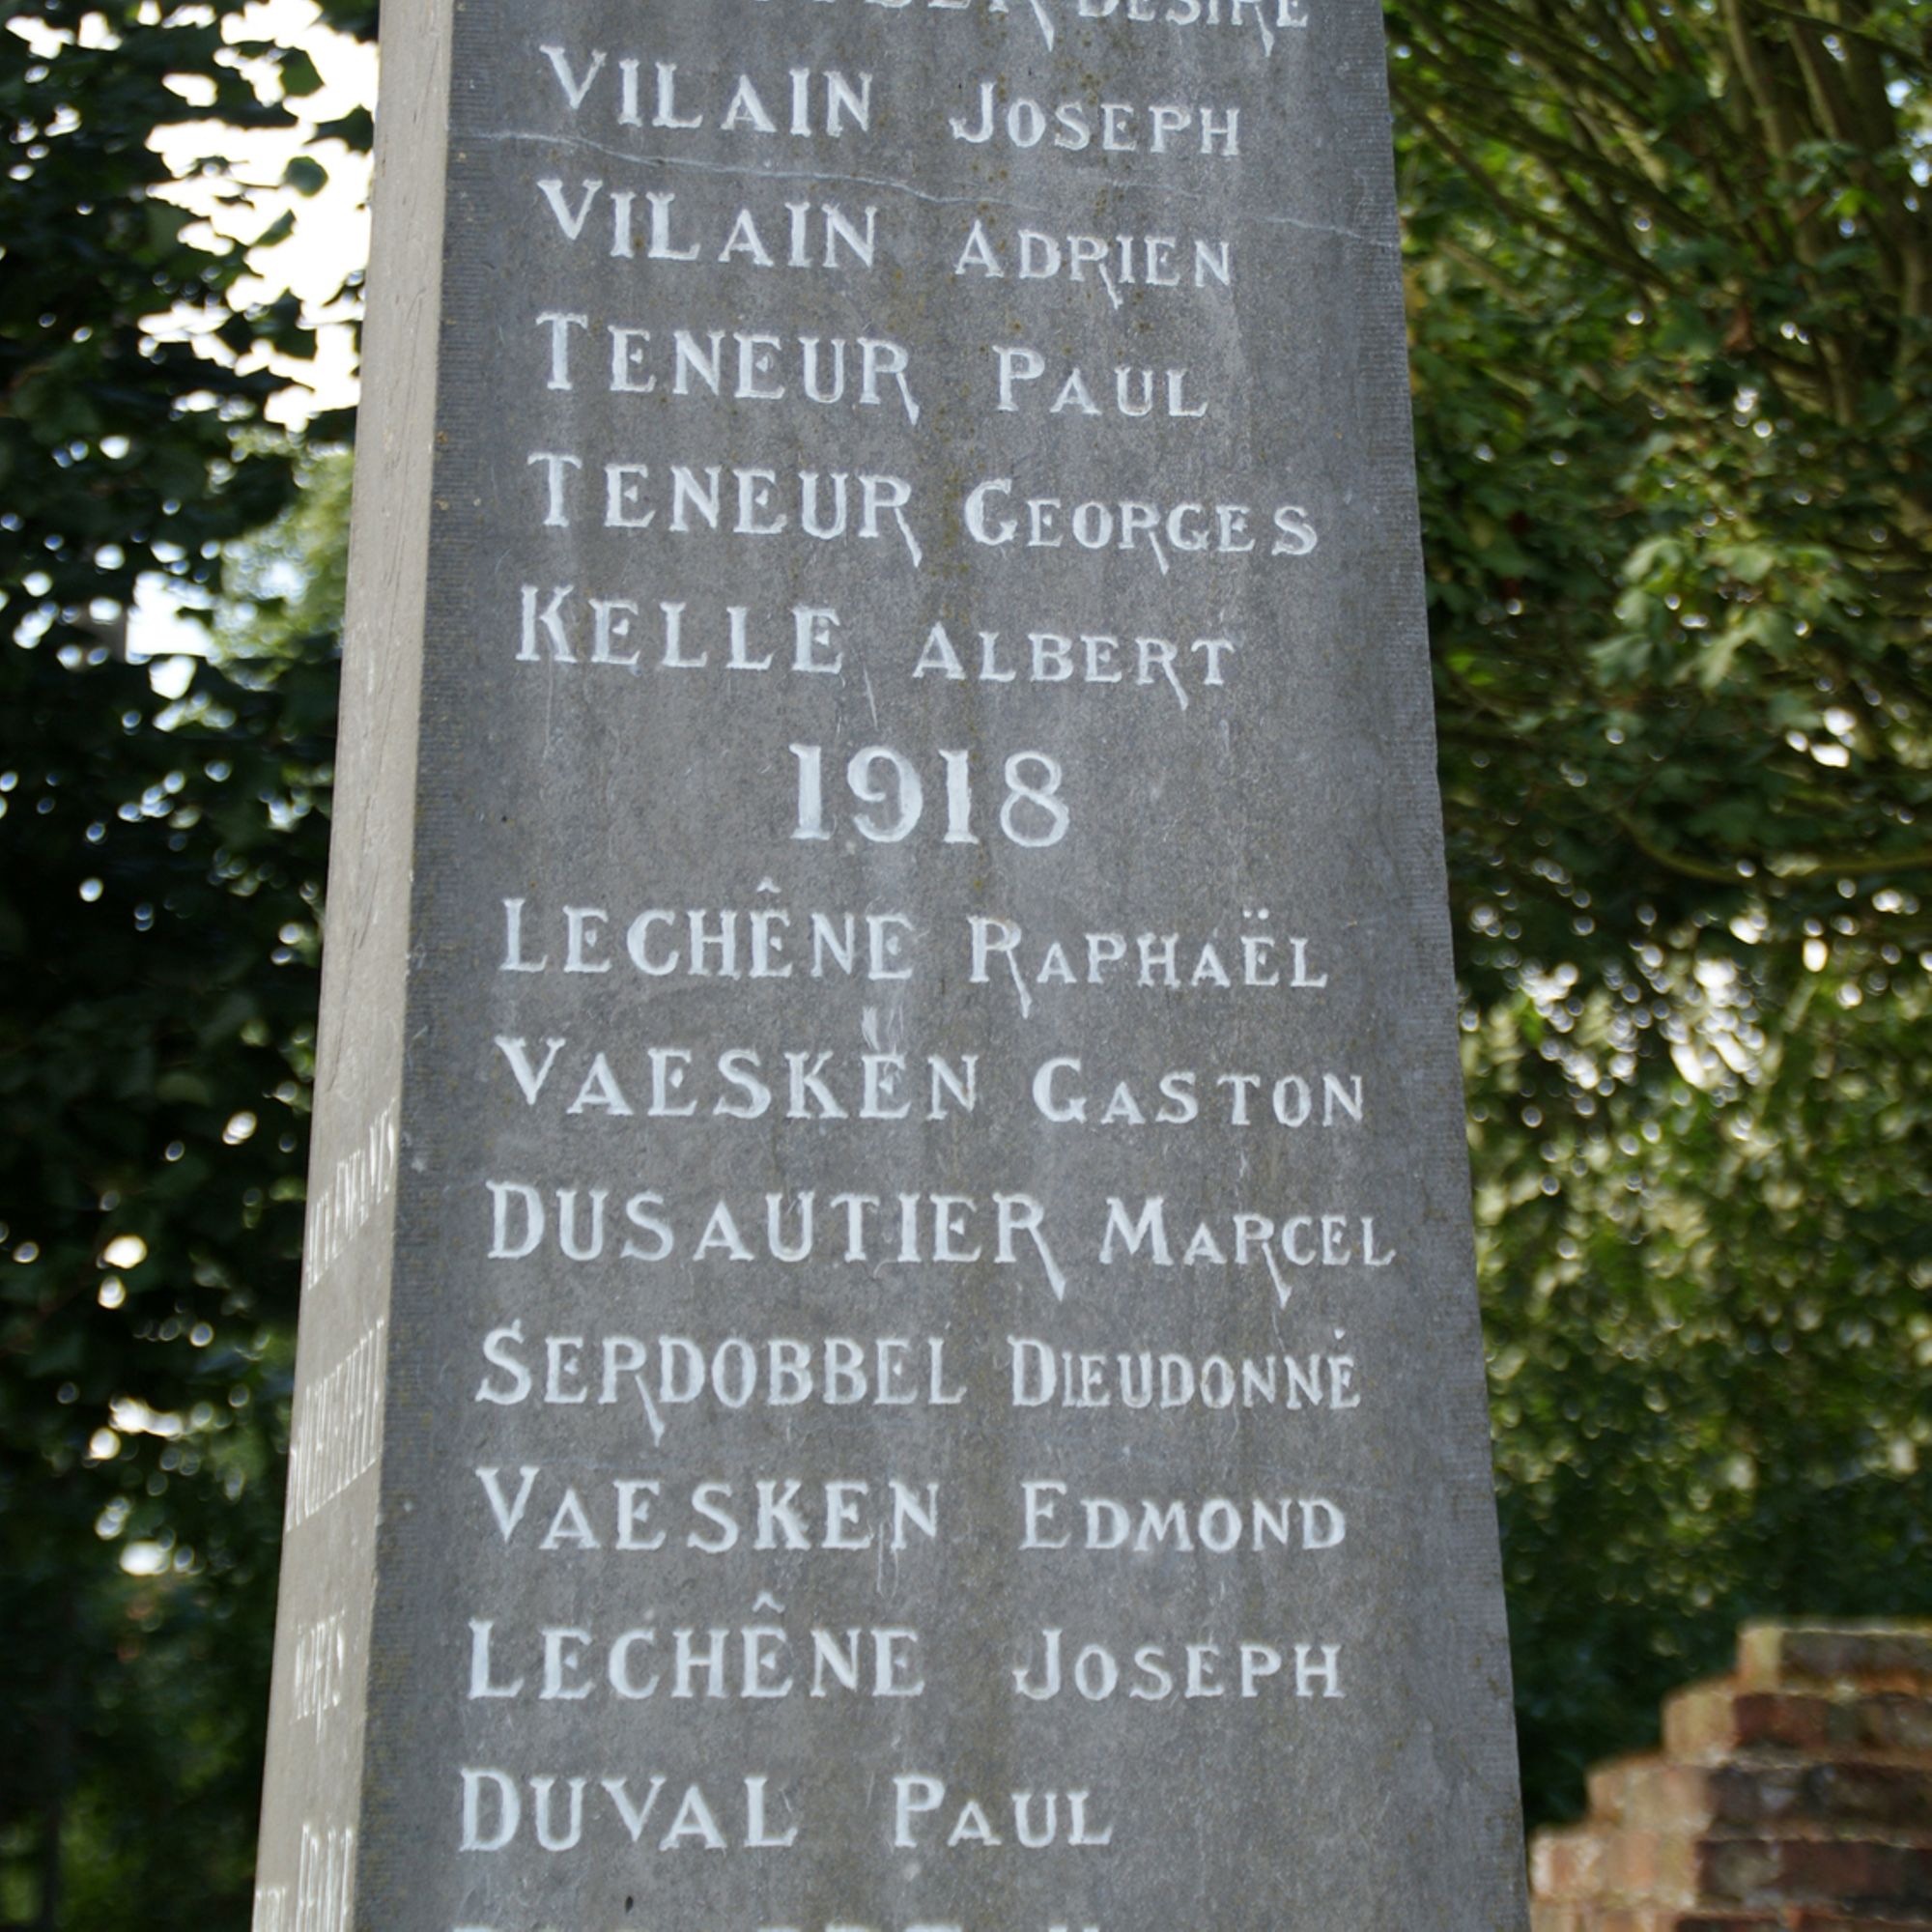 DÉSIRÉ
VILAIN JOSEPH
VILAIN ADRIEN
TENEUR PAUL
TENEUR GEORGES
KELLE ALBERT
1918
LECHÊNE RAPHAËL
VAESKEN GASTON
DUSAUTIER MARCEL
SERDOBBEL DIEUDONNÉ
VAESKEN EDMOND
LECHÊNE JOSEPH
DUVAL PAUL